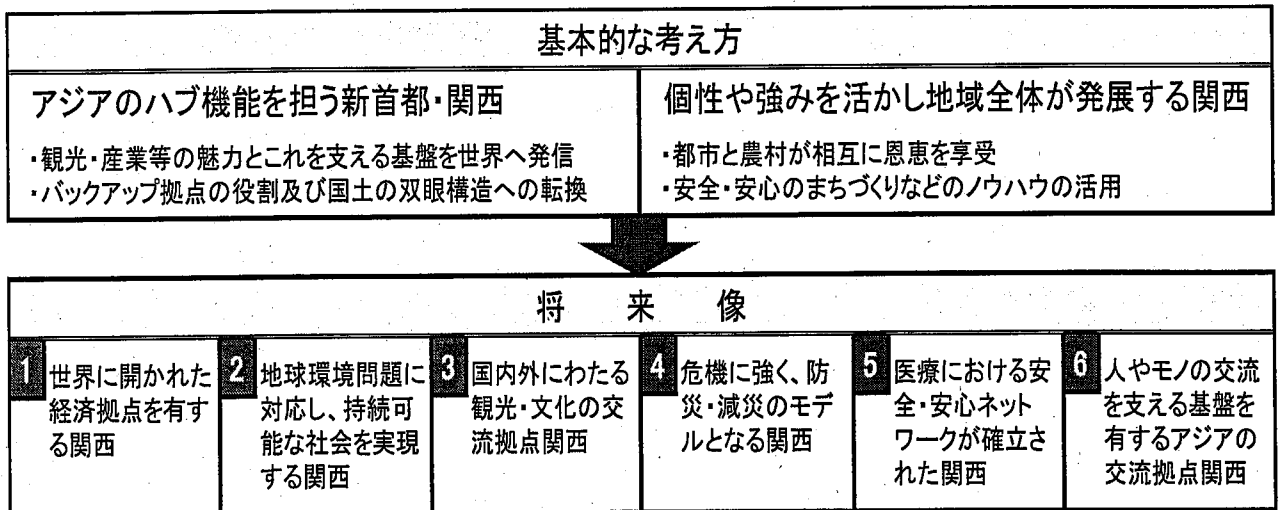 基本的な考え方
アジアのハブ機能を担う新首都・関西
・観光・産業等の魅力とこれを支える基盤を世界へ発信
・バックアップ拠点の役割及び国土の双眼構造への転換
個性や強みを活かし地域全体が発展する関西
・都市と農村が相互に恩恵を享受
・安全・安心のまちづくりなどのノウハウの活用
将来像
1
世界に開かれた
経済拠点を有す
る関西
2
地球環境問題に
対応し、持続可
能な社会を実現
する関西
3
国内外にわたる
観光・文化の交
流拠点関西
4
危機に強く、防
災・減災のモデ
ルとなる関西
5
医療における安
全・安心ネット
ワークが確立さ
れた関西
6
人やモノの交流
を支える基盤を
有するアジアの
交流拠点関西